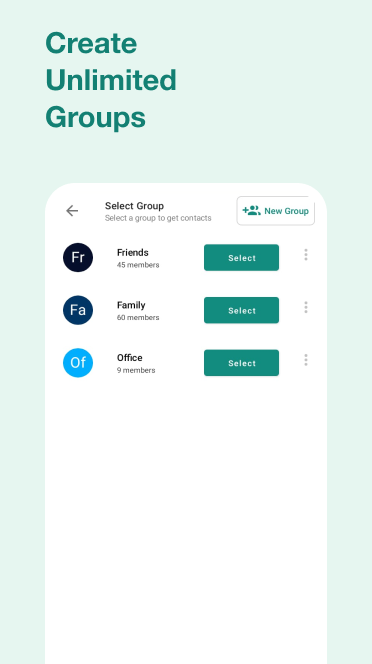 Create
Unlimited
Groups
Select Group
Select a group to get contacts
New Group
Fr
Friends
45 members
Select
Fa
Family
60 members
Select
Of
Office
9 members
Select